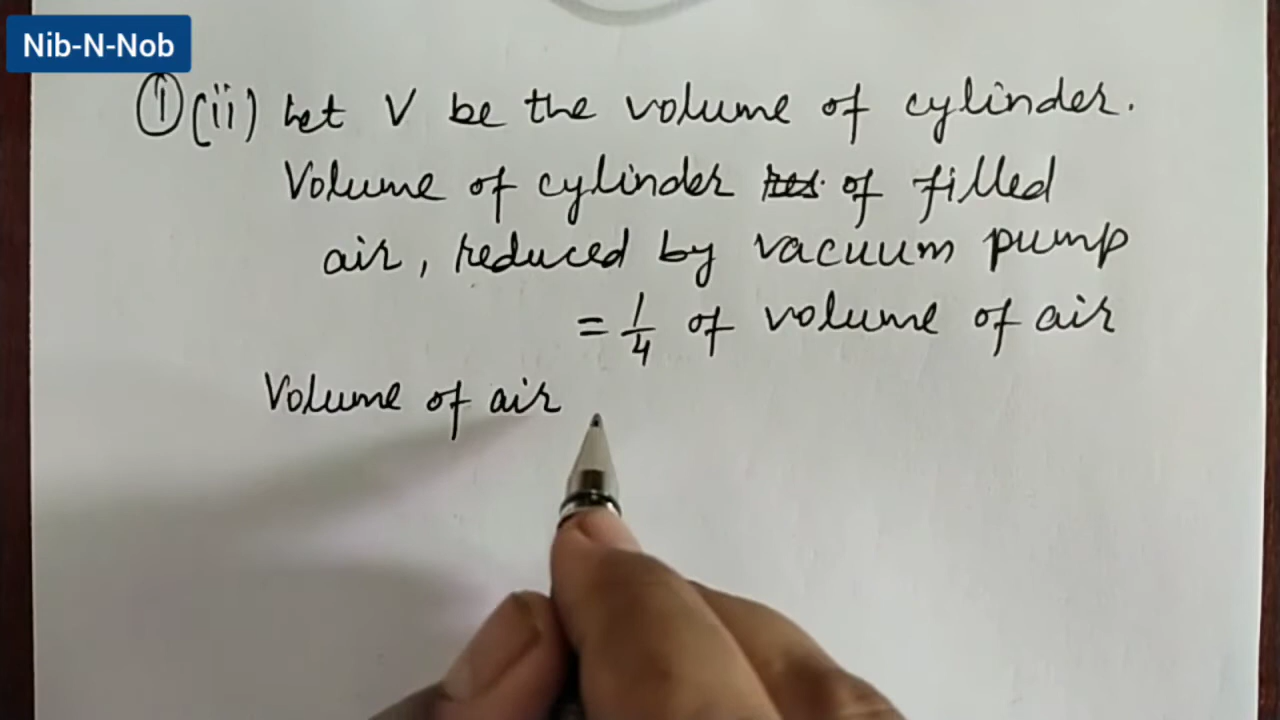 Nib-N-Nob
① (ii) Let V be the volume of cylinder.
Volume of cylinder of filled
air, reduced by vacuum pump
= 1/4 of volume of air
Volume of air